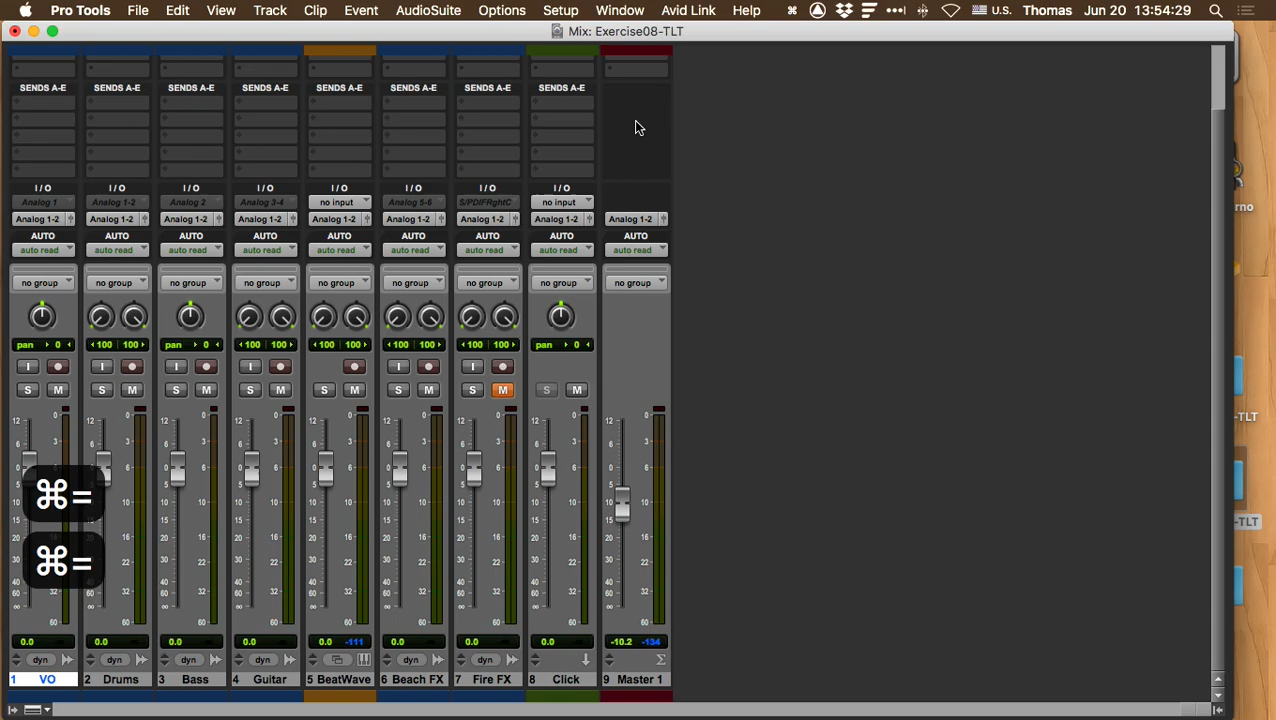 Pro Tools File Edit View Track Clip Event AudioSuite Options Setup Window Avid Link Help U.S. Thomas Jun 20 13:54:29
Mix: Exercise08-TLT
SENDS A-E SENDS A-E SENDS A-E SENDS A-E SENDS A-E SENDS A-E SENDS A-E SENDS A-E
I / O I / O I / O I / O I / O I / O I / O I / O
Analog 1 Analog 1-2 Analog 2 Analog 3-4 no input Analog 5-6 S/PDIFRghtC no input
Analog 1-2 Analog 1-2 Analog 1-2 Analog 1-2 Analog 1-2 Analog 1-2 Analog 1-2 Analog 1-2 Analog 1-2
AUTO AUTO AUTO AUTO AUTO AUTO AUTO AUTO AUTO
auto read auto read auto read auto read auto read auto read auto read auto read auto read
no group no group no group no group no group no group no group no group no group
pan 0 100 100 pan 0 100 100 100 100 100 100 100 100 pan 0
I I I I I I
S M S M S M S M S M S M S M S M
⌘=
⌘=
0.0 0.0 0.0 0.0 0.0 -111 0.0 0.0 0.0 -10.2 -134
dyn dyn dyn dyn dyn dyn
1 VO 2 Drums 3 Bass 4 Guitar 5 BeatWave 6 Beach FX 7 Fire FX 8 Click 9 Master 1
rno
-TLT
-TLT